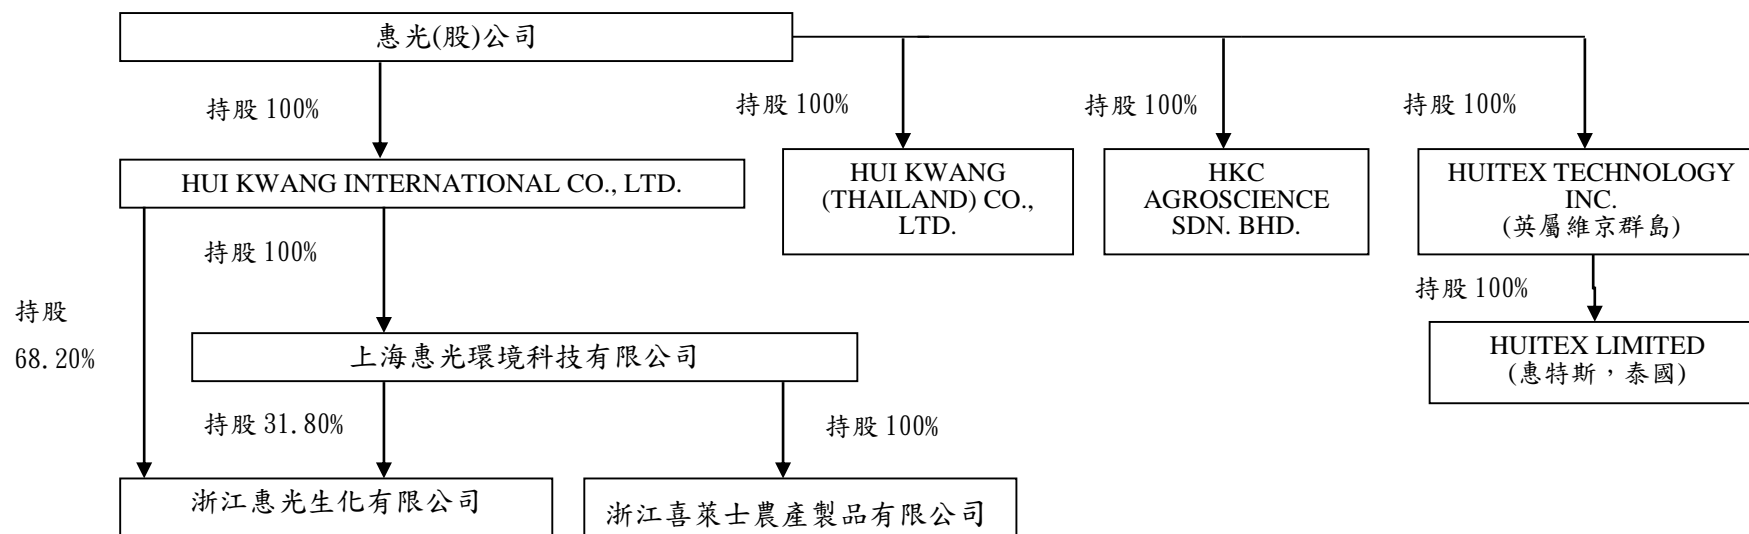 惠光(股)公司
持股 100%
持股 100%
持股 100%
持股 100%
HUI KWANG INTERNATIONAL CO., LTD.
HUI KWANG
(THAILAND) CO.,
LTD.
HKC
AGROSCIENCE
SDN. BHD.
HUITEX TECHNOLOGY
INC.
(英屬維京群島)
持股 100%
持股 100%
持股
68.20%
上海惠光環境科技有限公司
HUITEX LIMITED
(惠特斯，泰國)
持股 31.80%
持股 100%
浙江惠光生化有限公司
浙江喜萊士農產製品有限公司